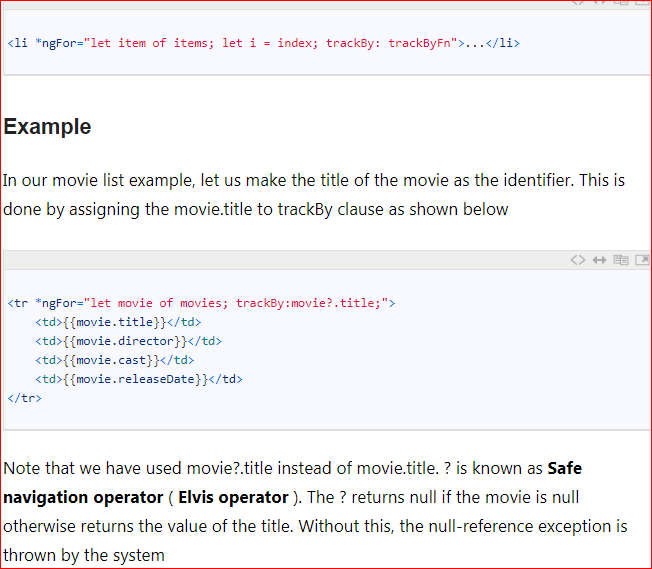 <li *ngFor="let item of items; let i = index; trackBy: trackByFn">...</li>
Example
In our movie list example, let us make the title of the movie as the identifier. This is
done by assigning the movie.title to trackBy clause as shown below
<tr *ngFor="let movie of movies; trackBy:movie?.title;">
    <td>{{movie.title}}</td>
    <td>{{movie.director}}</td>
    <td>{{movie.cast}}</td>
    <td>{{movie.releaseDate}}</td>
</tr>
Note that we have used movie?.title instead of movie.title. ? is known as Safe
navigation operator ( Elvis operator ). The ? returns null if the movie is null
otherwise returns the value of the title. Without this, the null-reference exception is
thrown by the system